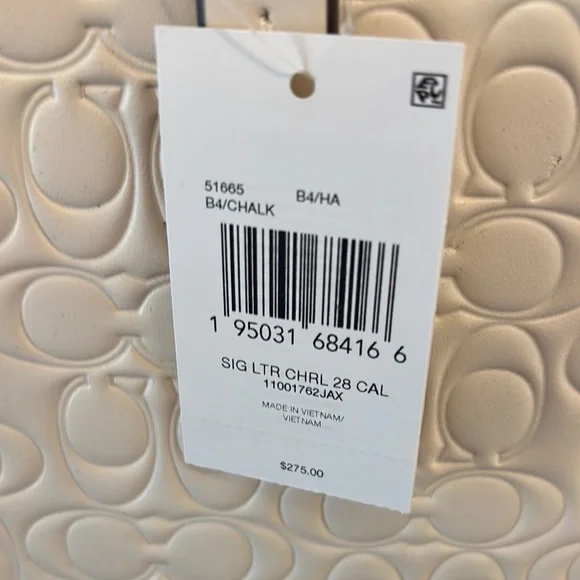 51665 B4/HA
B4/CHALK
1 95031 68416 6
SIG LTR CHRL 28 CAL
11001762JAX
MADE IN VIETNAM/
VIETNAM
$275.00